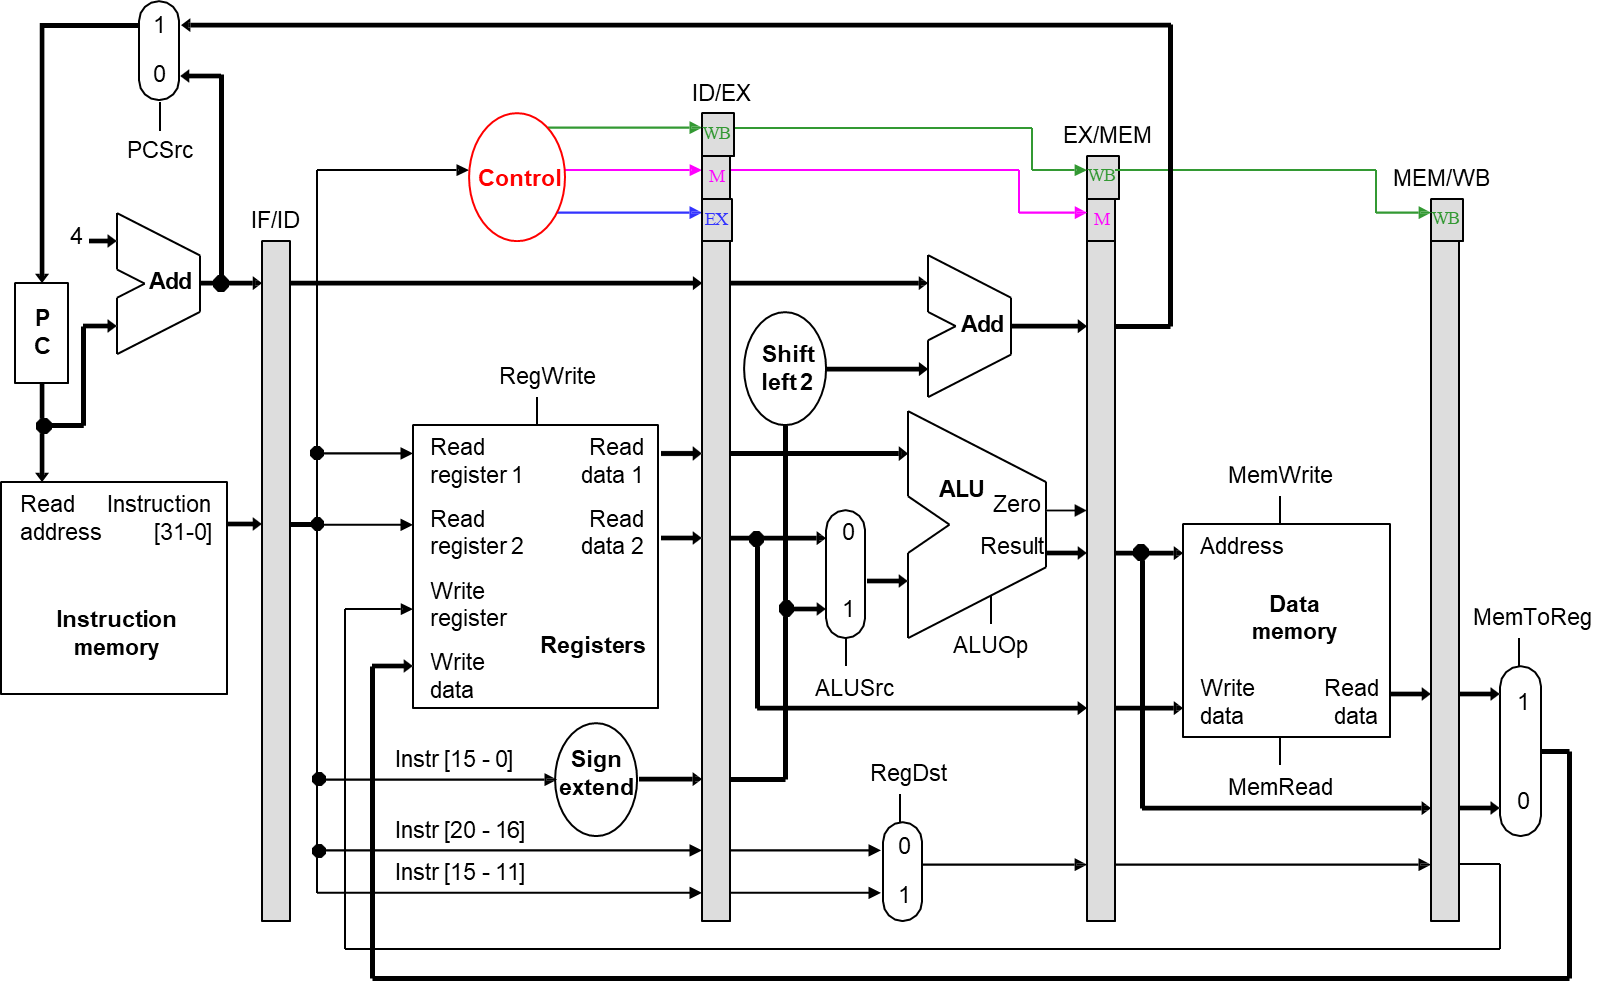 1
0
PCSrc
ID/EX
WB
M
EX
Control
EX/MEM
WB
M
MEM/WB
WB
IF/ID
4
Add
P
C
Add
Shift
left 2
RegWrite
Read
address
Instruction
[31-0]
Instruction
memory
Read
register 1
Read
data 1
Read
register 2
Read
data 2
Write
register
Write
data
Registers
0
1
ALUSrc
ALU
Zero
Result
ALUOp
MemWrite
Address
Data
memory
Write
data
Read
data
MemRead
MemToReg
1
0
Instr [15 - 0]
Sign
extend
RegDst
Instr [20 - 16]
0
Instr [15 - 11]
1